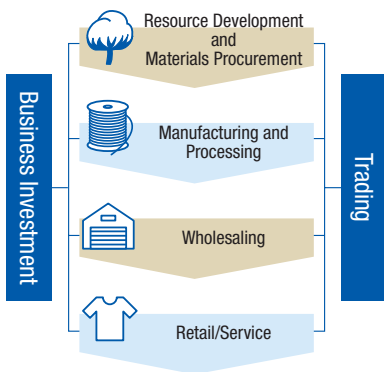 Resource Development
and
Materials Procurement
Business Investment
Manufacturing and
Processing
Trading
Wholesaling
Retail/Service